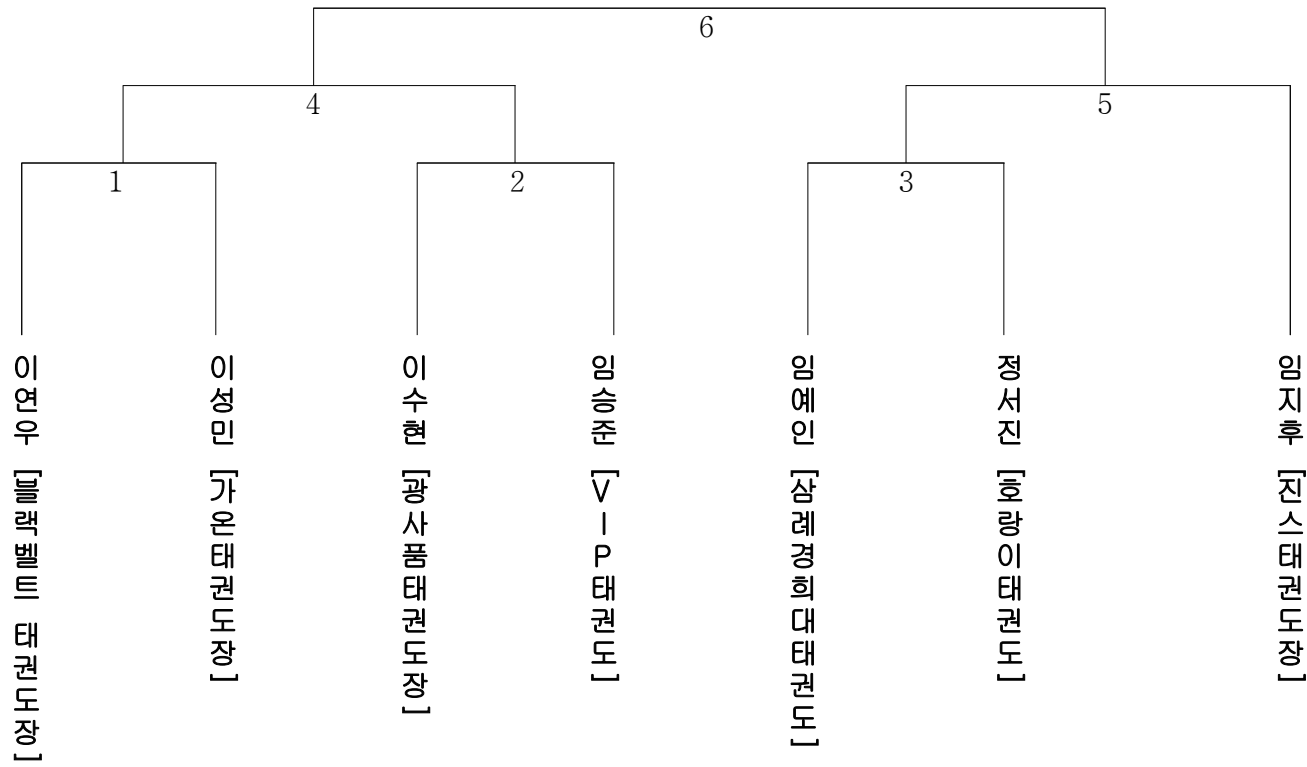 6
4
5
1
2
3
이연우 [블랙벨트 태권도장]
이성민 [가온태권도장]
이수현 [광사품태권도장]
임승준 [VIP태권도]
임예인 [삼례경희대태권도]
정서진 [호랑이태권도]
임지후 [진스태권도장]